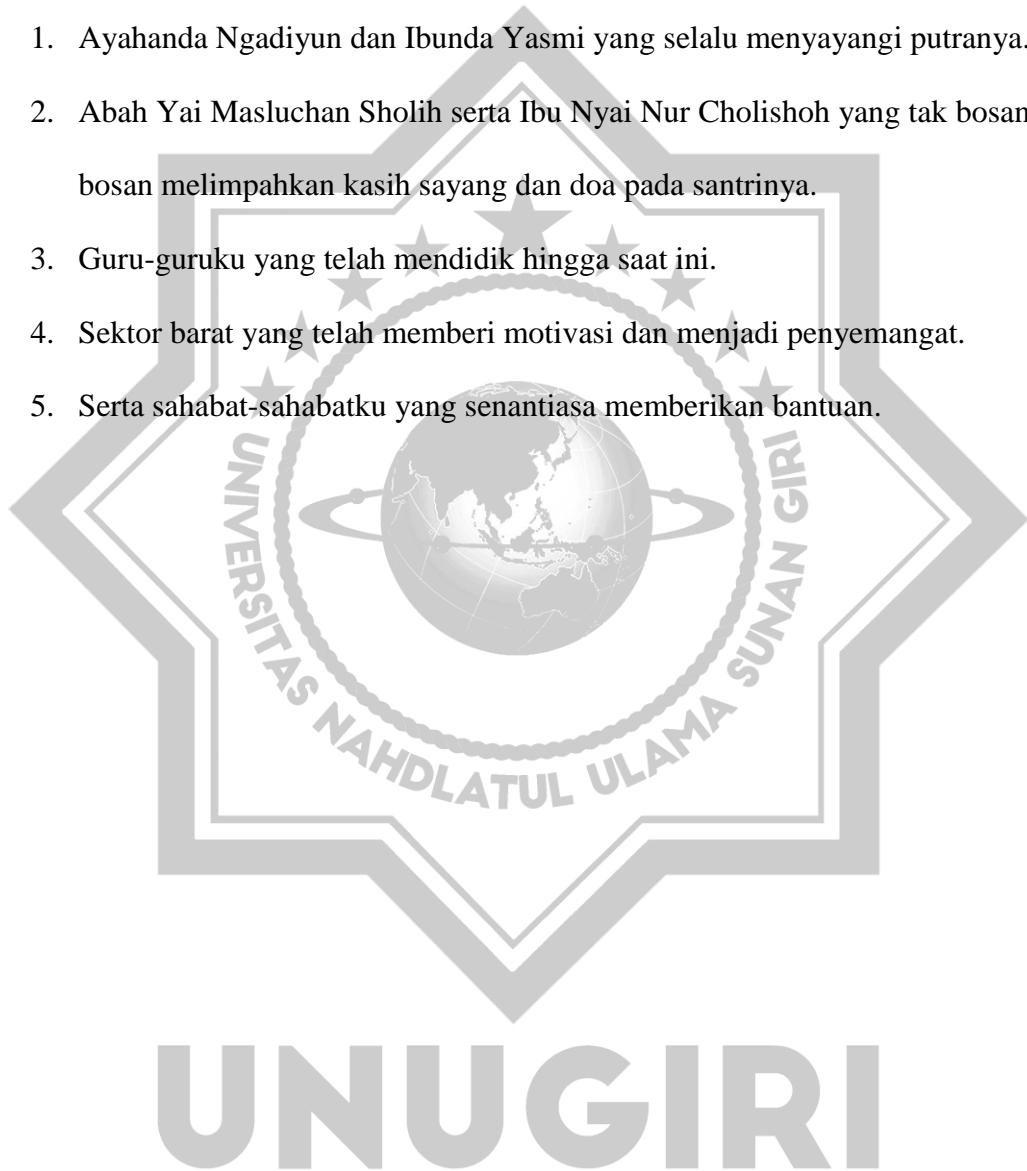 1. Ayahanda Ngadiyun dan Ibunda Yasmi yang selalu menyayangi putranya.
2. Abah Yai Masluchan Sholih serta Ibu Nyai Nur Cholishoh yang tak bosan
bosan melimpahkan kasih sayang dan doa pada santrinya.
3. Guru-guruku yang telah mendidik hingga saat ini.
4. Sektor barat yang telah memberi motivasi dan menjadi penyemangat.
5. Serta sahabat-sahabatku yang senantiasa memberikan bantuan.
UNIVERSITAS NAHDLATUL ULAMA SUNAN GIRI
UNUGIRI